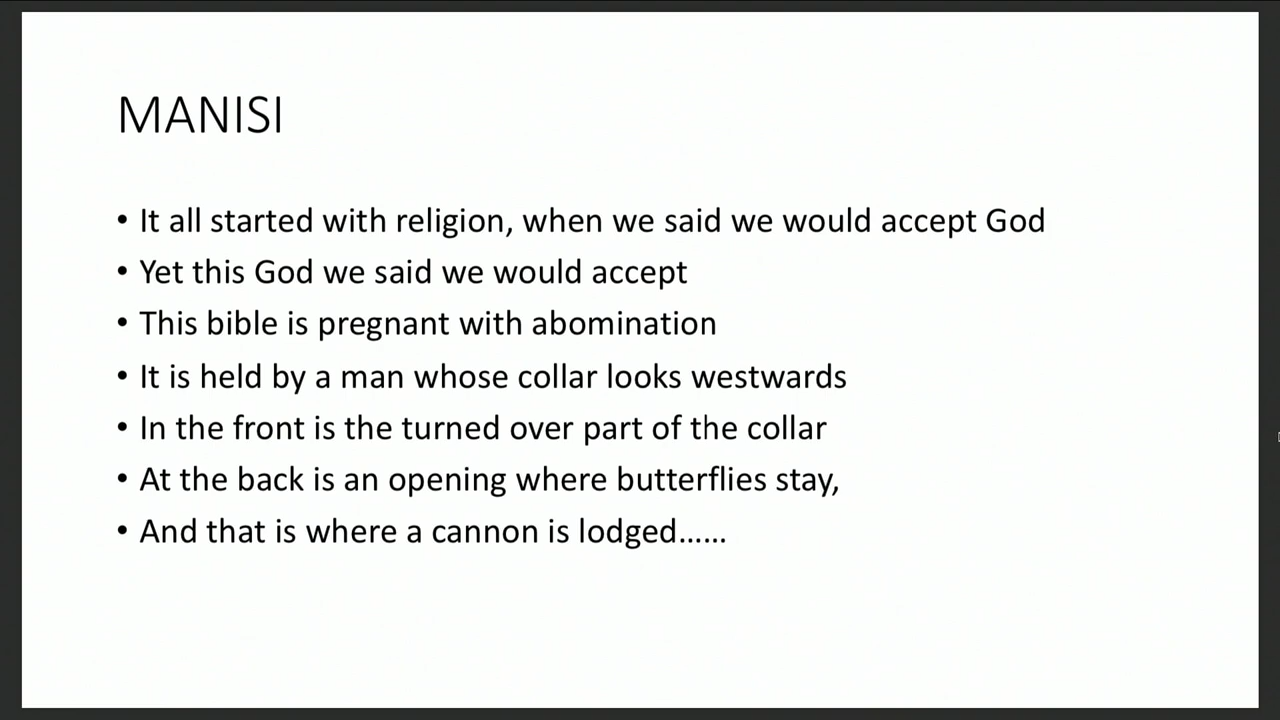 MANISI
• It all started with religion, when we said we would accept God
• Yet this God we said we would accept
• This bible is pregnant with abomination
• It is held by a man whose collar looks westwards
• In the front is the turned over part of the collar
• At the back is an opening where butterflies stay,
• And that is where a cannon is lodged……